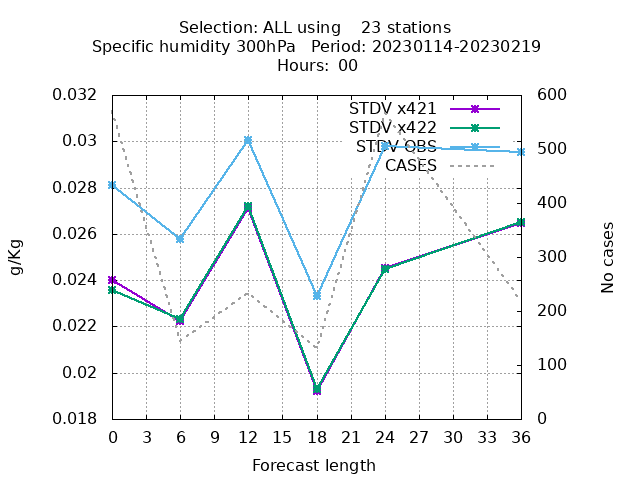 Selection: ALL using 23 stations
Specific humidity 300hPa Period: 20230114-20230219
Hours: 00
0.032
0.03
0.028
0.026
0.024
0.022
0.02
0.018
g/Kg
600
500
400
300
200
100
0
No cases
STDV x421
STDV x422
STDV OBS
CASES
0 3 6 9 12 15 18 21 24 27 30 33 36
Forecast length